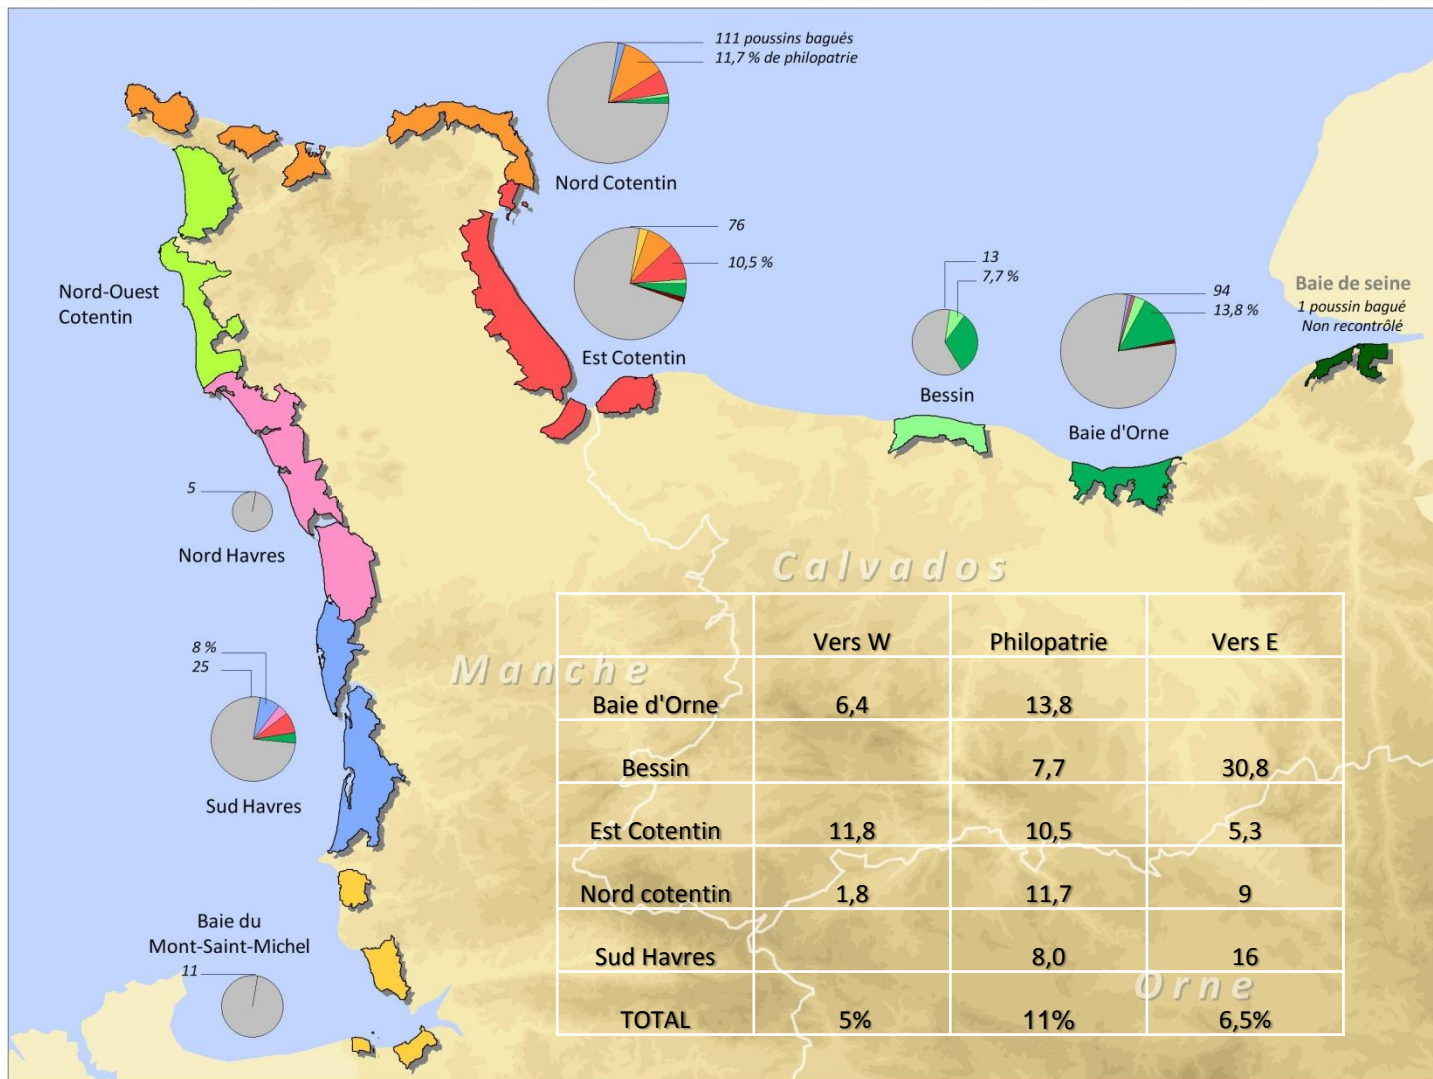 111 poussins bagués
11,7 % de philopatrie
Nord Cotentin
76
10,5 %
Est Cotentin
Nord-Ouest
Cotentin
13
7,7 %
Bessin
94
13,8 %
Baie d'Orne
Baie de seine
1 poussin bagué
Non recontrôlé
5
Nord Havres
8 %
25
Sud Havres
Baie du
Mont-Saint-Michel
11
Calvados
Manche
Orne
Vers W Philopatrie Vers E
Baie d'Orne 6,4 13,8
Bessin 7,7 30,8
Est Cotentin 11,8 10,5 5,3
Nord cotentin 1,8 11,7 9
Sud Havres 8,0 16
TOTAL 5% 11% 6,5%